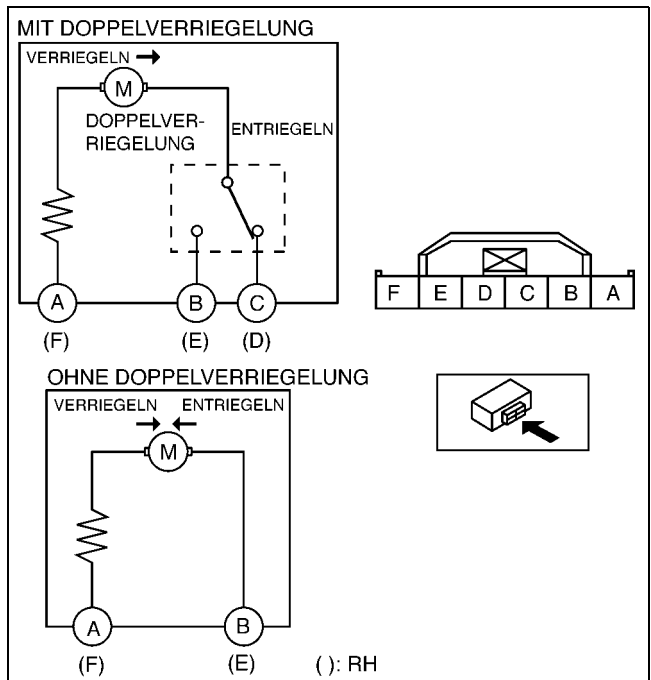 MIT DOPPELVERRIEGELUNG
VERRIEGELN
M
DOPPELVER-
RIEGELUNG
ENTRIEGELN
A B C
(F) (E) (D)
F E D C B A
OHNE DOPPELVERRIEGELUNG
VERRIEGELN ENTRIEGELN
M
A B
(F) (E) ( ): RH